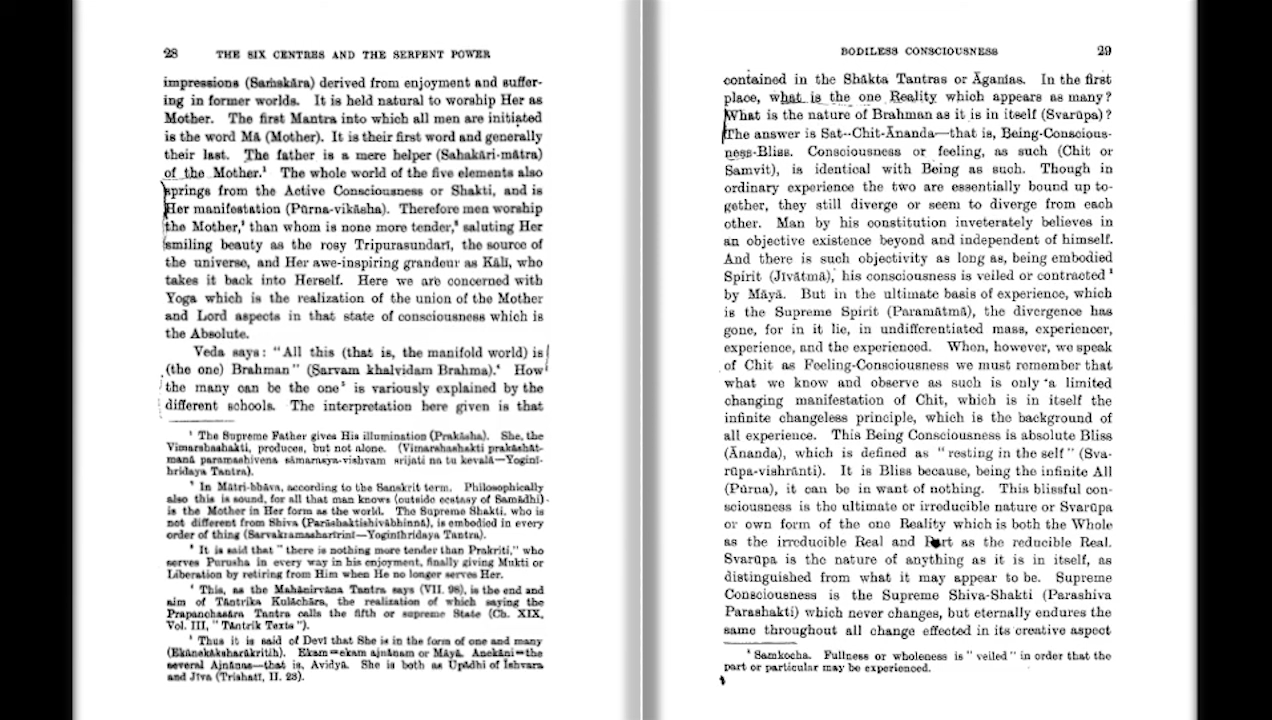 28 THE SIX CENTRES AND THE SERPENT POWER
impressions (Saṁskāra) derived from enjoyment and suffer-
ing in former worlds. It is held natural to worship Her as
Mother. The first Mantra into which all men are initiated
is the word Mā (Mother). It is their first word and generally
their last. The father is a mere helper (Sahakāri-mātra)
of the Mother.¹ The whole world of the five elements also
springs from the Active Consciousness or Shakti, and is
Her manifestation (Pūrna-vikāsha). Therefore men worship
the Mother,² than whom is none more tender,³ saluting Her
smiling beauty as the rosy Tripurasundarī, the source of
the universe, and Her awe-inspiring grandeur as Kālī, who
takes it back into Herself. Here we are concerned with
Yoga which is the realization of the union of the Mother
and Lord aspects in that state of consciousness which is
the Absolute.
Veda says: "All this (that is, the manifold world) is
(the one) Brahman" (Sarvam khalvidam Brahma).⁴ How
the many can be the one⁵ is variously explained by the
different schools. The interpretation here given is that
¹ The Supreme Father gives His illumination (Prakāsha). She, the
Vimarshashakti, produces, but not alone. (Vimarshashakti prakāshāt-
manā paramashivena sāmarasya-vishvam srijati na tu kevalā—Yoginī-
hridaya Tantra).
² In Mātri-bhāva, according to the Sanskrit term. Philosophically
also this is sound, for all that man knows (outside ecstasy of Samādhi)
is the Mother in Her form as the world. The Supreme Shakti, who is
not different from Shiva (Parāshaktishivābhinnā), is embodied in every
order of thing (Sarvakramasharīrinī—Yoginīhridaya Tantra).
³ It is said that "there is nothing more tender than Prakriti," who
serves Purusha in every way in his enjoyment, finally giving Mukti or
Liberation by retiring from Him when He no longer serves Her.
⁴ This, as the Mahānirvāna Tantra says (VII. 98), is the end and
aim of Tāntrika Kulāchāra, the realization of which saying the
Prapanchasāra Tantra calls the fifth or supreme State (Ch. XIX,
Vol. III, "Tāntrik Texts").
⁵ Thus it is said of Devī that She is in the form of one and many
(Ekānekāksharākritih). Ekam=ekam ajnānam or Māyā. Anekāni=the
several Ajnānas—that is, Avidyā. She is both as Upādhi of Īshvara
and Jīva (Trishatī, II. 23).
BODILESS CONSCIOUSNESS 29
contained in the Shākta Tantras or Āgamas. In the first
place, what is the one Reality which appears as many?
What is the nature of Brahman as it is in itself (Svarūpa)?
The answer is Sat--Chit-Ānanda—that is, Being-Conscious-
ness-Bliss. Consciousness or feeling, as such (Chit or
Samvit), is identical with Being as such. Though in
ordinary experience the two are essentially bound up to-
gether, they still diverge or seem to diverge from each
other. Man by his constitution inveterately believes in
an objective existence beyond and independent of himself.
And there is such objectivity as long as, being embodied
Spirit (Jīvātmā), his consciousness is veiled or contracted¹
by Māyā. But in the ultimate basis of experience, which
is the Supreme Spirit (Paramātmā), the divergence has
gone, for in it lie, in undifferentiated mass, experiencer,
experience, and the experienced. When, however, we speak
of Chit as Feeling-Consciousness we must remember that
what we know and observe as such is only a limited
changing manifestation of Chit, which is in itself the
infinite changeless principle, which is the background of
all experience. This Being Consciousness is absolute Bliss
(Ānanda), which is defined as "resting in the self" (Sva-
rūpa-vishrānti). It is Bliss because, being the infinite All
(Pūrna), it can be in want of nothing. This blissful con-
sciousness is the ultimate or irreducible nature or Svarūpa
or own form of the one Reality which is both the Whole
as the irreducible Real and Part as the reducible Real.
Svarūpa is the nature of anything as it is in itself, as
distinguished from what it may appear to be. Supreme
Consciousness is the Supreme Shiva-Shakti (Parashiva
Parashakti) which never changes, but eternally endures the
same throughout all change effected in its creative aspect
¹ Samkocha. Fullness or wholeness is "veiled" in order that the
part or particular may be experienced.